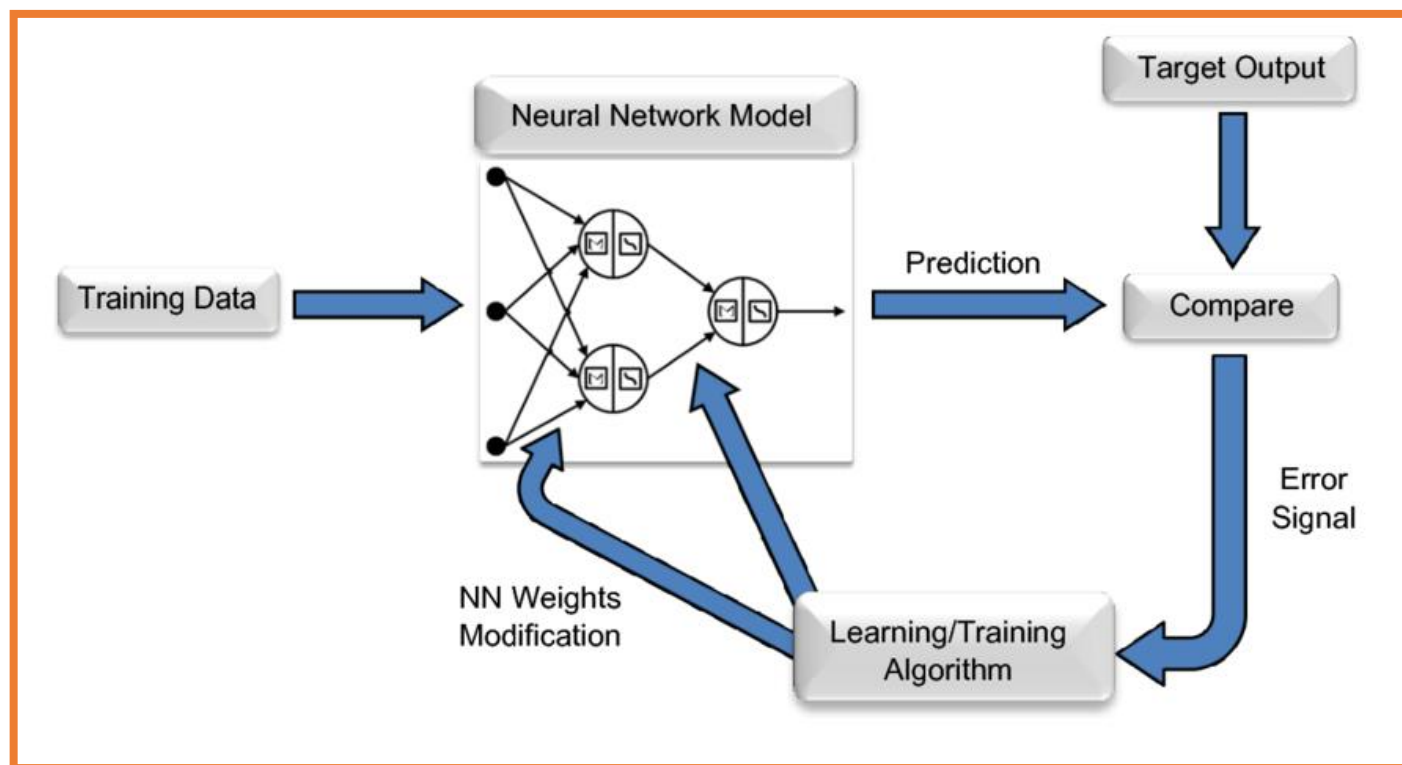 Target Output
Neural Network Model
Prediction
Training Data
Compare
Error
Signal
NN Weights
Modification
Learning/Training
Algorithm